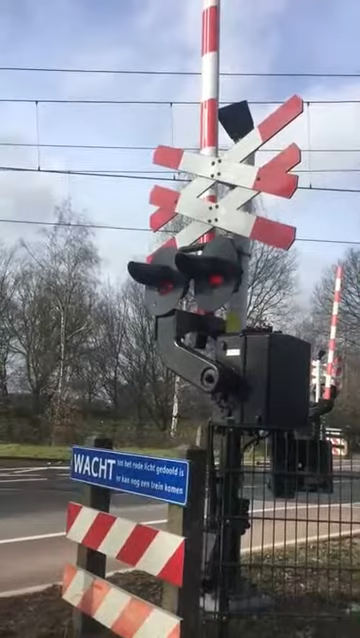 WACHT tot het rode licht gedoofd is
er kan nog een trein komen